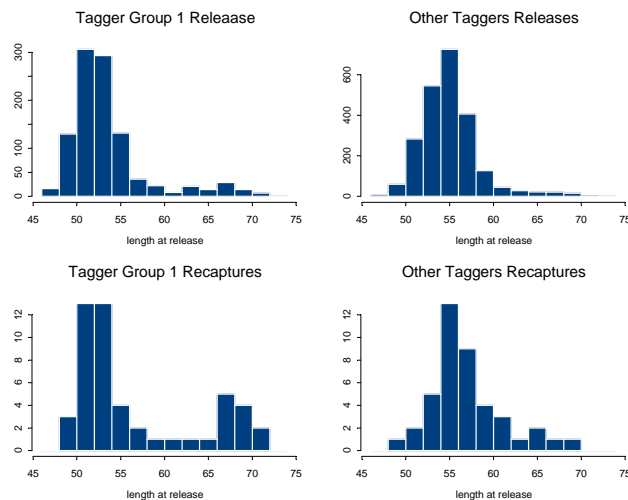 Tagger Group 1 Releaase
Other Taggers Releases
300
200
100
50
0
45 50 55 60 65 70 75
length at release
600
400
200
0
45 50 55 60 65 70 75
length at release
Tagger Group 1 Recaptures
Other Taggers Recaptures
12
10
8
6
4
2
0
45 50 55 60 65 70 75
length at release
12
10
8
6
4
2
0
45 50 55 60 65 70 75
length at release